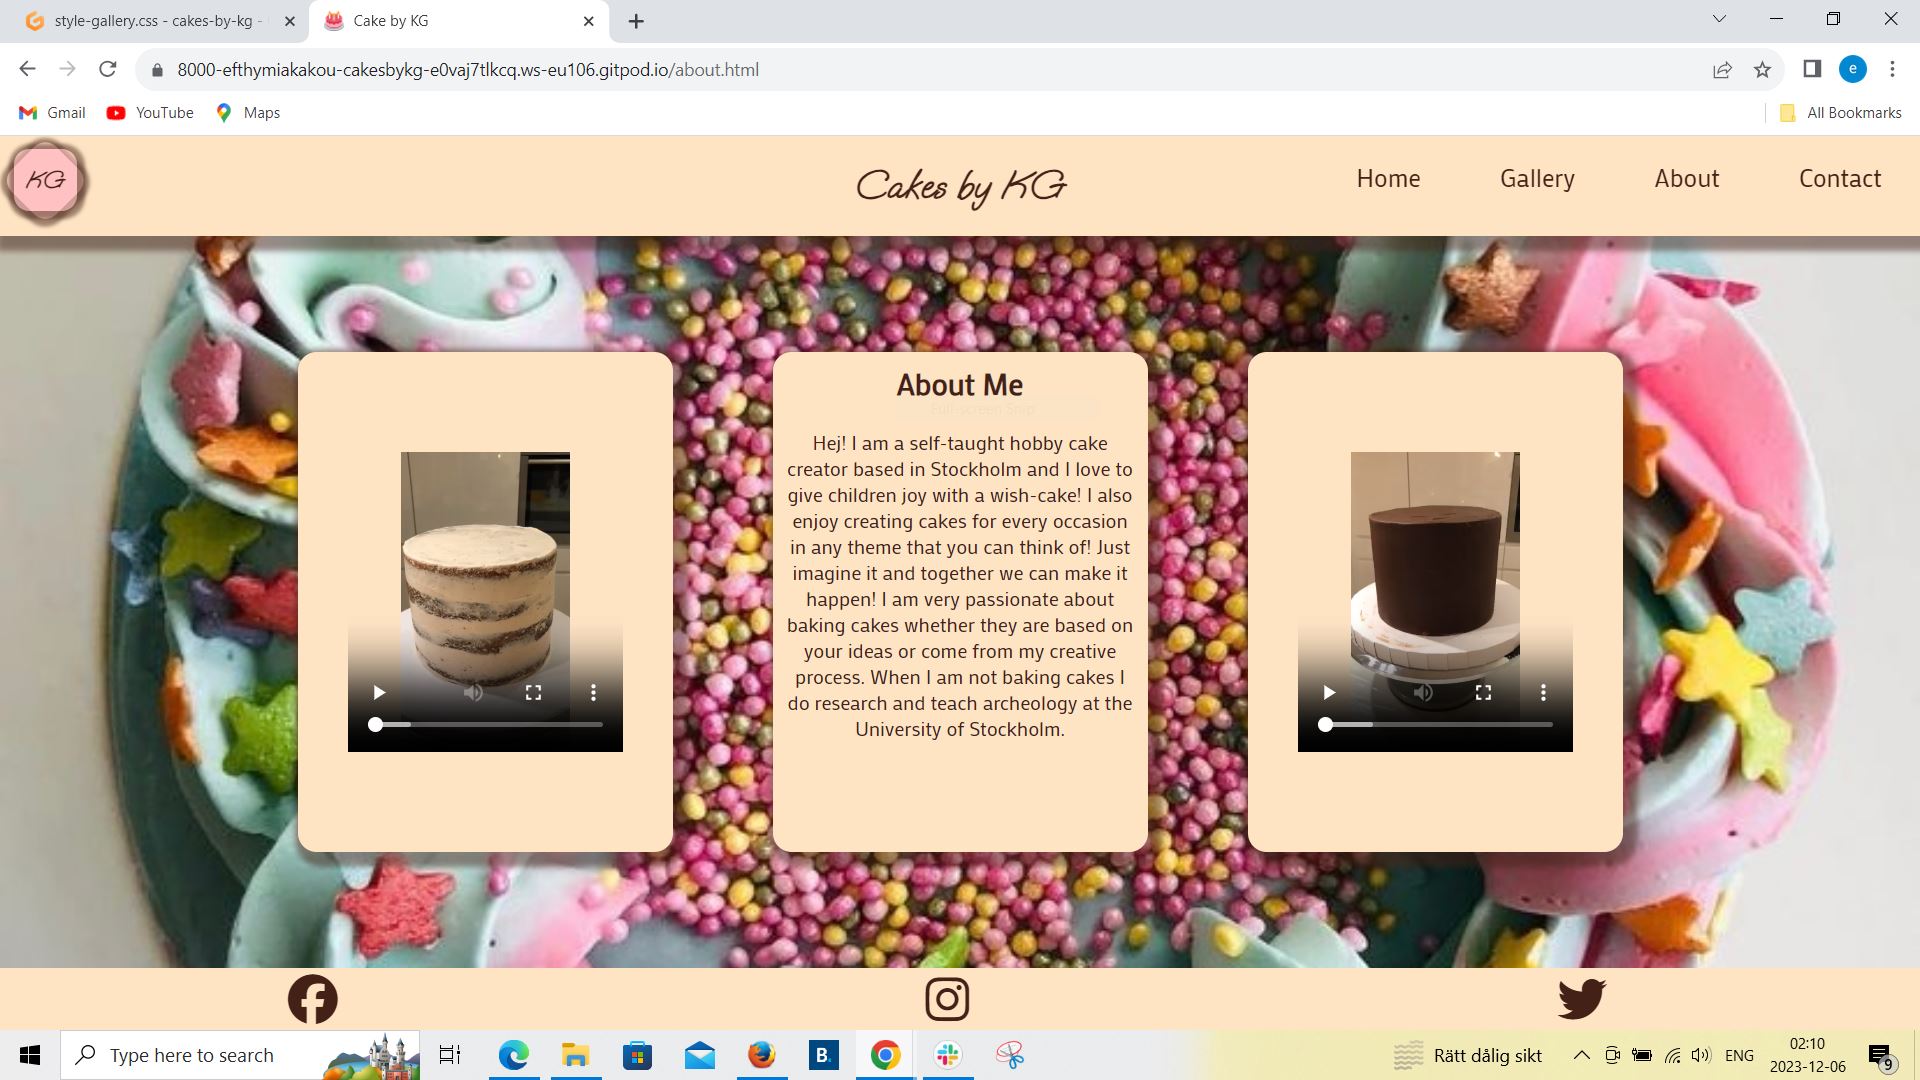 style-gallery.css - cakes-by-kg -
Cake by KG
8000-efthymiakakou-cakesbykg-e0vaj7tlkcq.ws-eu106.gitpod.io/about.html
e
Gmail
YouTube
Maps
All Bookmarks
KG
Cakes by KG
Home
Gallery
About
Contact
About Me
Full-screen Snip
Hej! I am a self-taught hobby cake
creator based in Stockholm and I love to
give children joy with a wish-cake! I also
enjoy creating cakes for every occasion
in any theme that you can think of! Just
imagine it and together we can make it
happen! I am very passionate about
baking cakes whether they are based on
your ideas or come from my creative
process. When I am not baking cakes I
do research and teach archeology at the
University of Stockholm.
Type here to search
B.
Rätt dålig sikt
ENG
02:10
2023-12-06
9